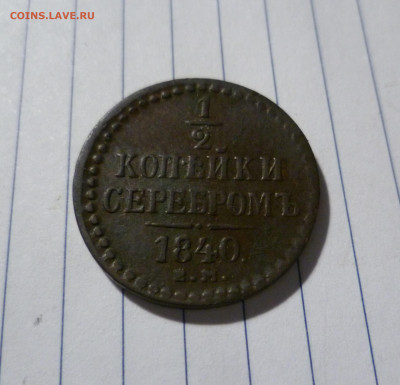 COINS.LAVE.RU
1
2
КОПѢЙКИ
СЕРЕБРОМЪ
1840.
Е.М.